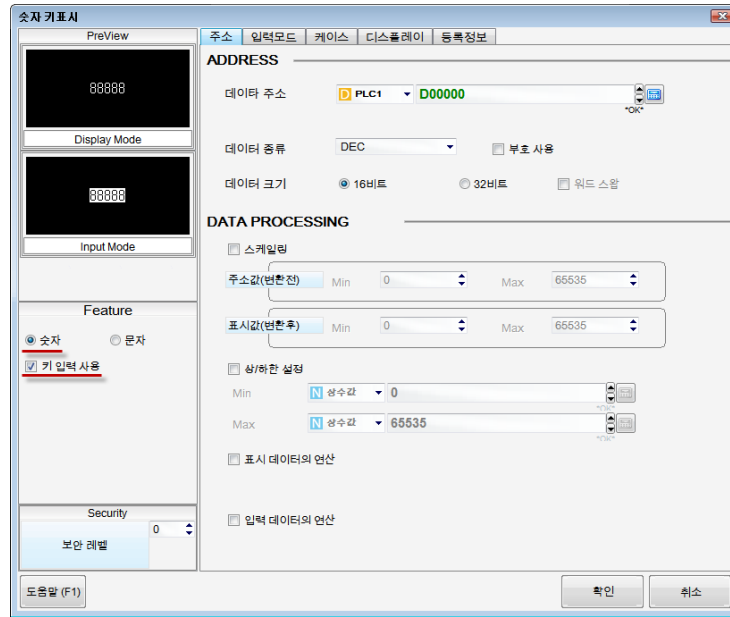 숫자 키표시
PreView
88888
Display Mode
88888
Input Mode
Feature
숫자 문자
키 입력 사용
Security
보안 레벨 0
도움말 (F1)
주소 입력모드 케이스 디스플레이 등록정보
ADDRESS
데이타 주소 D PLC1 D00000
*OK*
데이터 종류 DEC 부호 사용
데이터 크기 16비트 32비트 워드 스왑
DATA PROCESSING
스케일링
주소값(변환전) Min 0 Max 65535
표시값(변환후) Min 0 Max 65535
상/하한 설정
Min N 상수값 0
*OK*
Max N 상수값 65535
*OK*
표시 데이터의 연산
입력 데이터의 연산
확인 취소